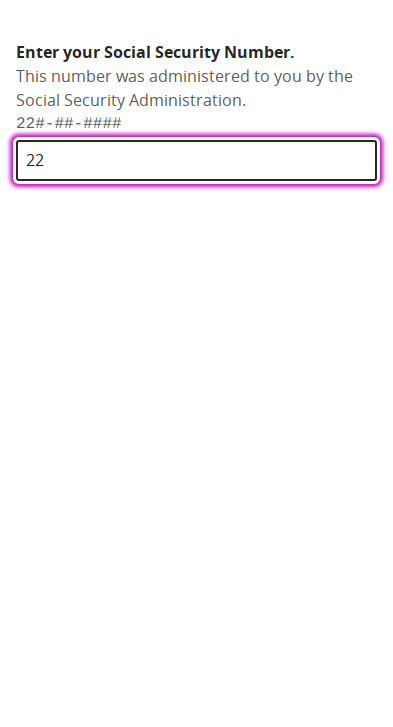 Enter your Social Security Number.
This number was administered to you by the
Social Security Administration.
22#-##-####
22